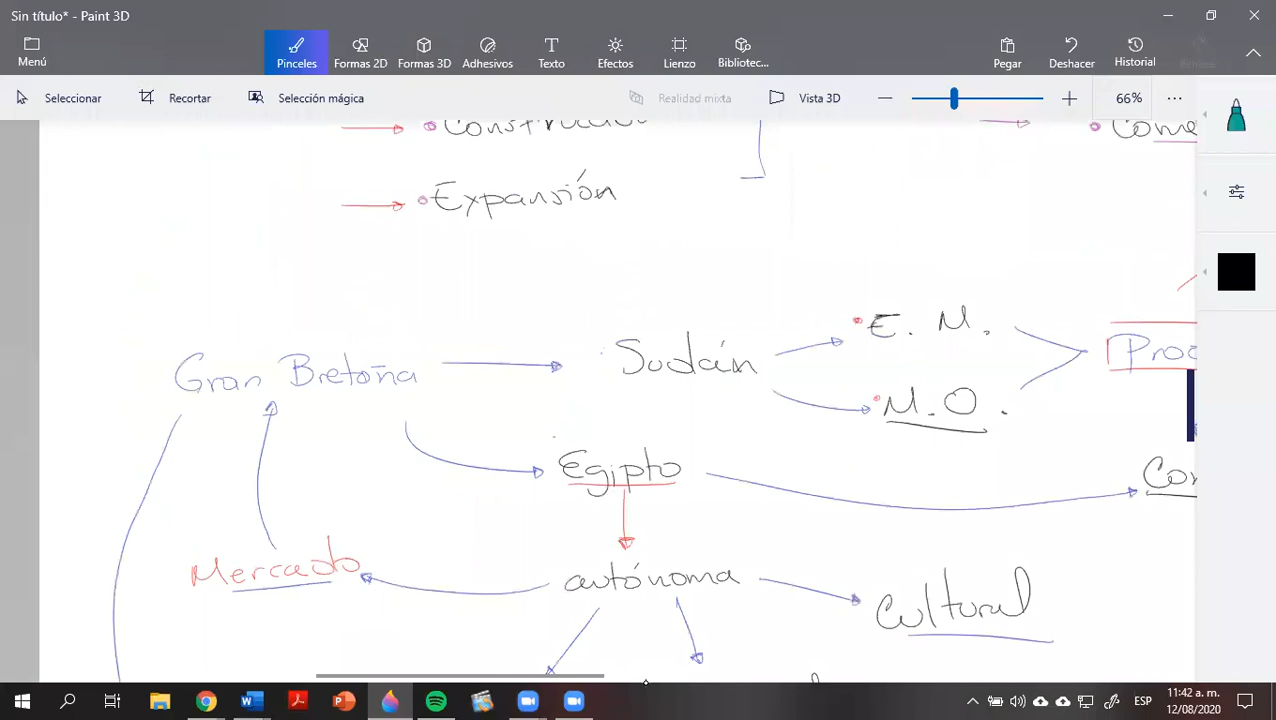 Sin título* - Paint 3D
Menú
Pinceles
Formas 2D
Formas 3D
Adhesivos
Texto
Efectos
Lienzo
Bibliotec...
Pegar
Deshacer
Historial
Seleccionar
Recortar
Selección mágica
Realidad mixta
Vista 3D
66%
Expansión
Gran Bretaña
Sudán
E. M.
M. O.
Proc
Egipto
Con
Mercado
autónoma
Cultural
ESP
11:42 a. m.
12/08/2020